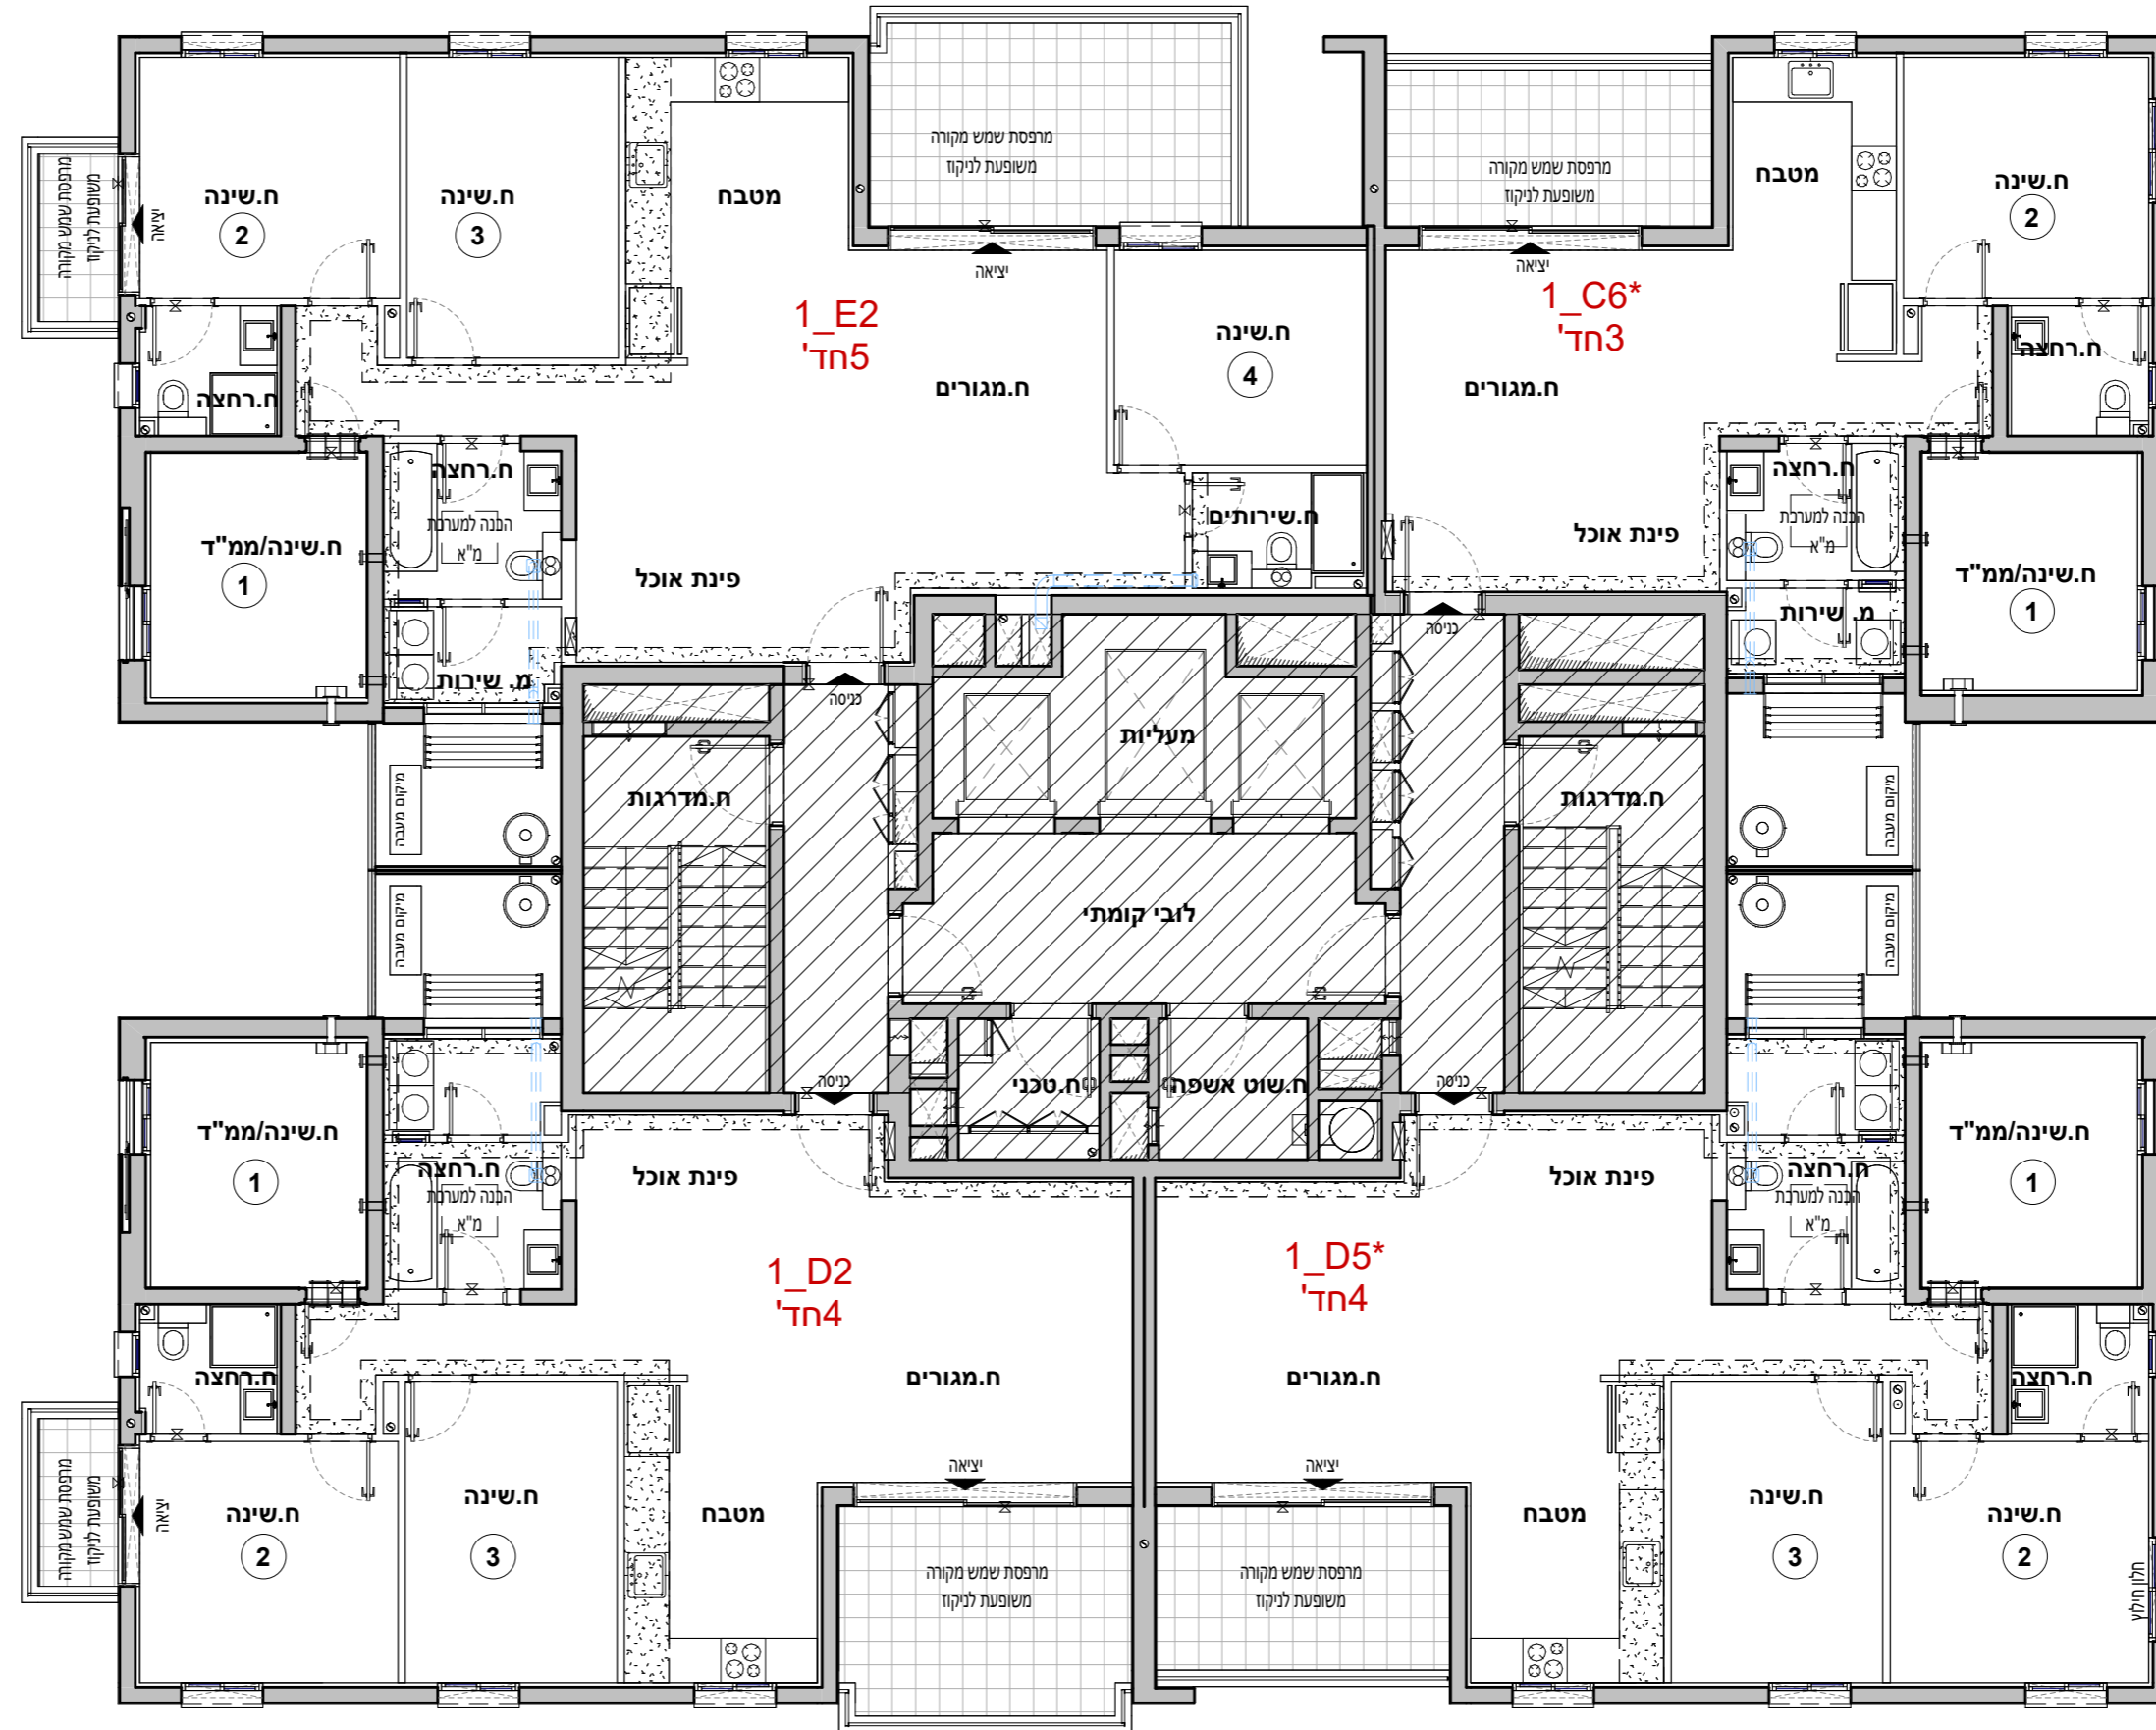 מרפסת שמש מקורה
משופעת לניקוז
מרפסת שמש מקורה
משופעת לניקוז
מטבח
ח.שינה
2
ח.שינה
2
ח.שינה
3
מטבח
מרפסת שמש מקורה
משופעת לניקוז
יציאה
יציאה
יציאה
1_E2
5חד'
1_C6*
3חד'
ח.שינה
4
ח.רחצה
ח.רחצה
ח.מגורים
ח.מגורים
ח.רחצה
ח.רחצה
הכנה למערכת
מ"א
הכנה למערכת
מ"א
ח.שירותים
פינת אוכל
פינת אוכל
ח.שינה/ממ"ד
1
ח.שינה/ממ"ד
1
מ. שירות
מ. שירות
כניסה
כניסה
מעליות
ח.מדרגות
ח.מדרגות
מיקום מעבה
מיקום מעבה
מיקום מעבה
מיקום מעבה
לובי קומתי
ח.טכני
ח.שוט אשפה
כניסה
כניסה
ח.שינה/ממ"ד
1
ח.שינה/ממ"ד
1
ח.רחצה
הכנה למערכת
מ"א
ח.רחצה
הכנה למערכת
מ"א
פינת אוכל
פינת אוכל
1_D2
4חד'
1_D5*
4חד'
ח.רחצה
ח.רחצה
ח.מגורים
ח.מגורים
יציאה
יציאה
יציאה
מרפסת שמש מקורה
משופעת לניקוז
ח.שינה
2
ח.שינה
3
מטבח
מטבח
ח.שינה
3
ח.שינה
2
מרפסת שמש מקורה
משופעת לניקוז
מרפסת שמש מקורה
משופעת לניקוז
חלון חילוץ